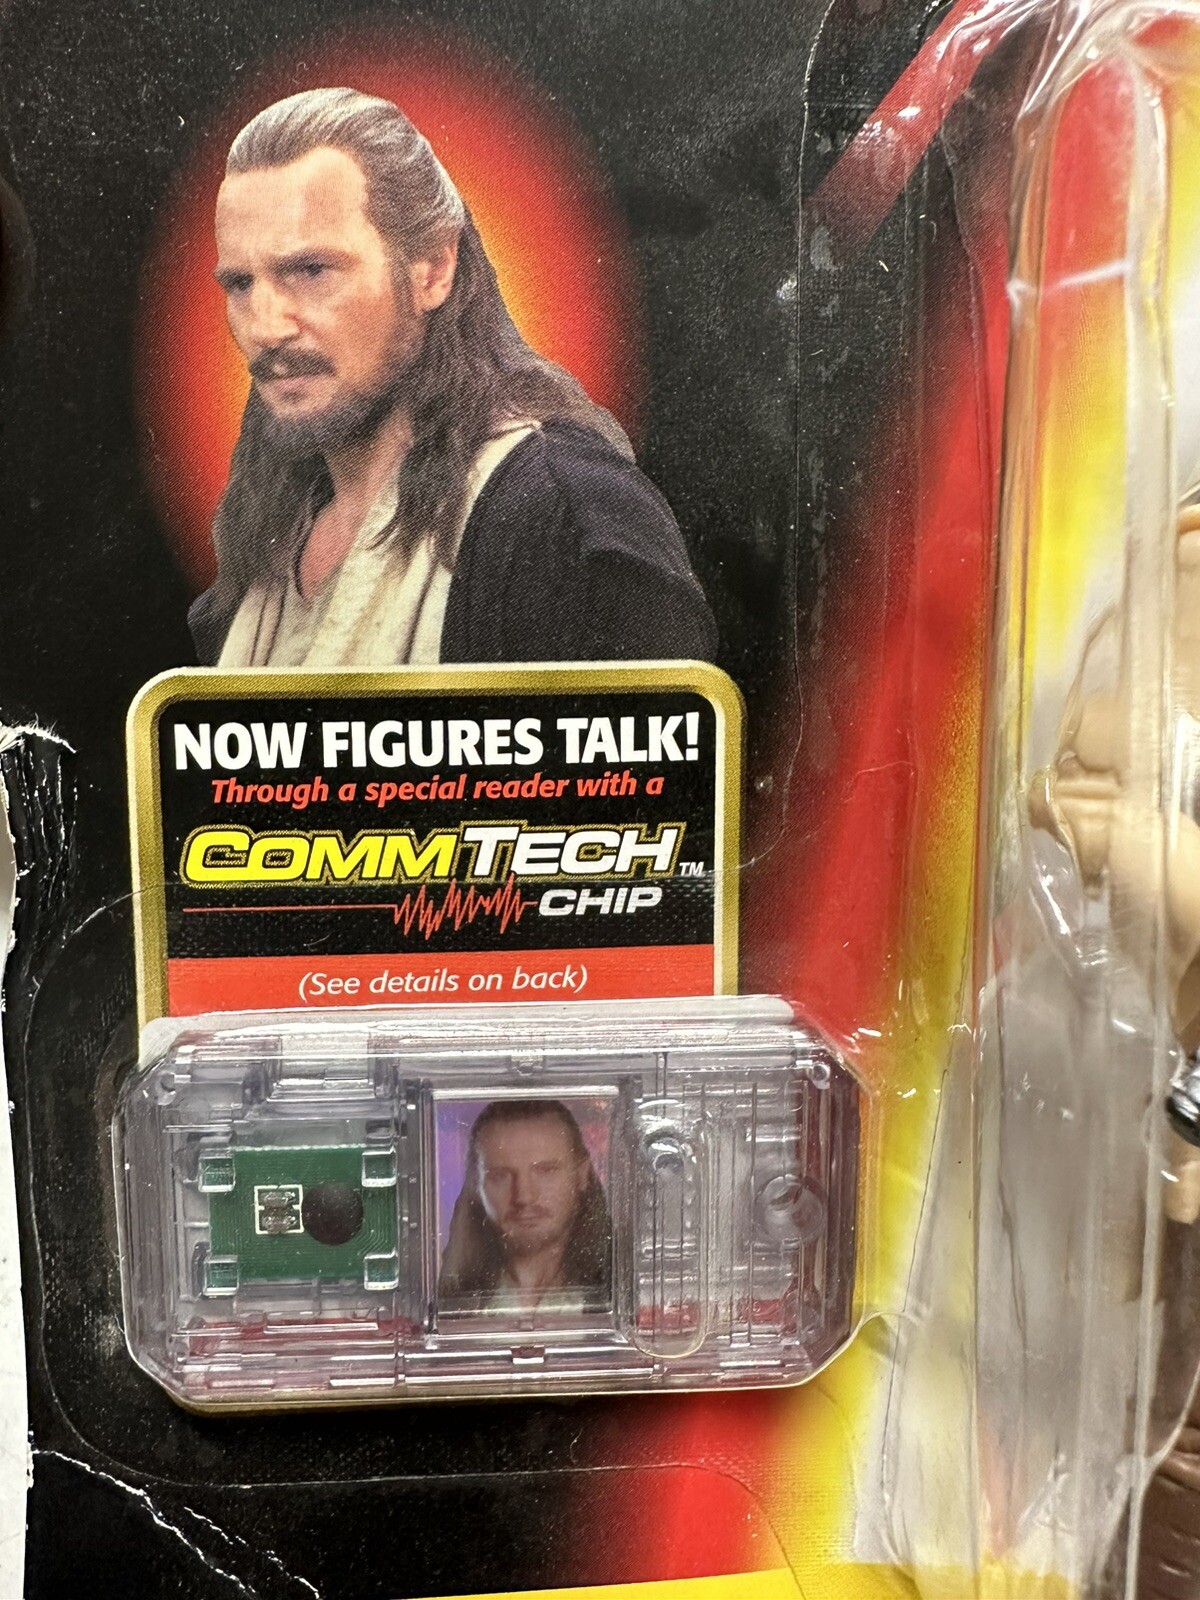 NOW FIGURES TALK!
Through a special reader with a
COMMTECH™
CHIP
(See details on back)